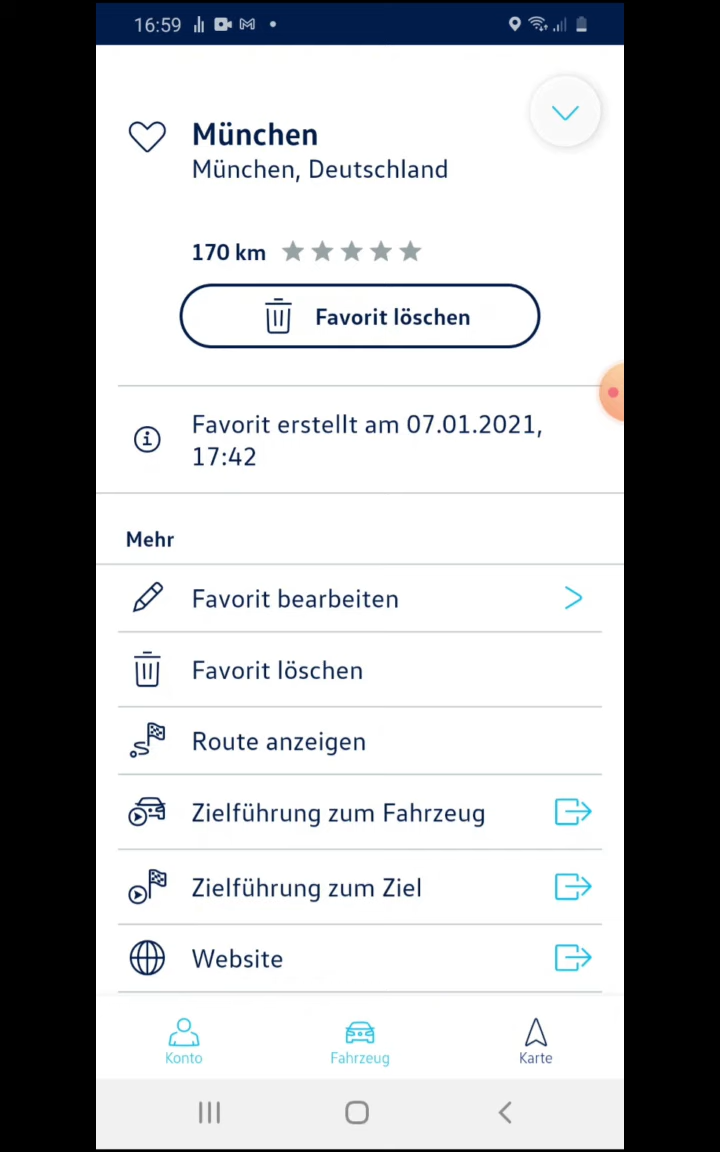 16:59
München
München, Deutschland
170 km
Favorit löschen
Favorit erstellt am 07.01.2021,
17:42
Mehr
Favorit bearbeiten
Favorit löschen
Route anzeigen
Zielführung zum Fahrzeug
Zielführung zum Ziel
Website
Konto
Fahrzeug
Karte